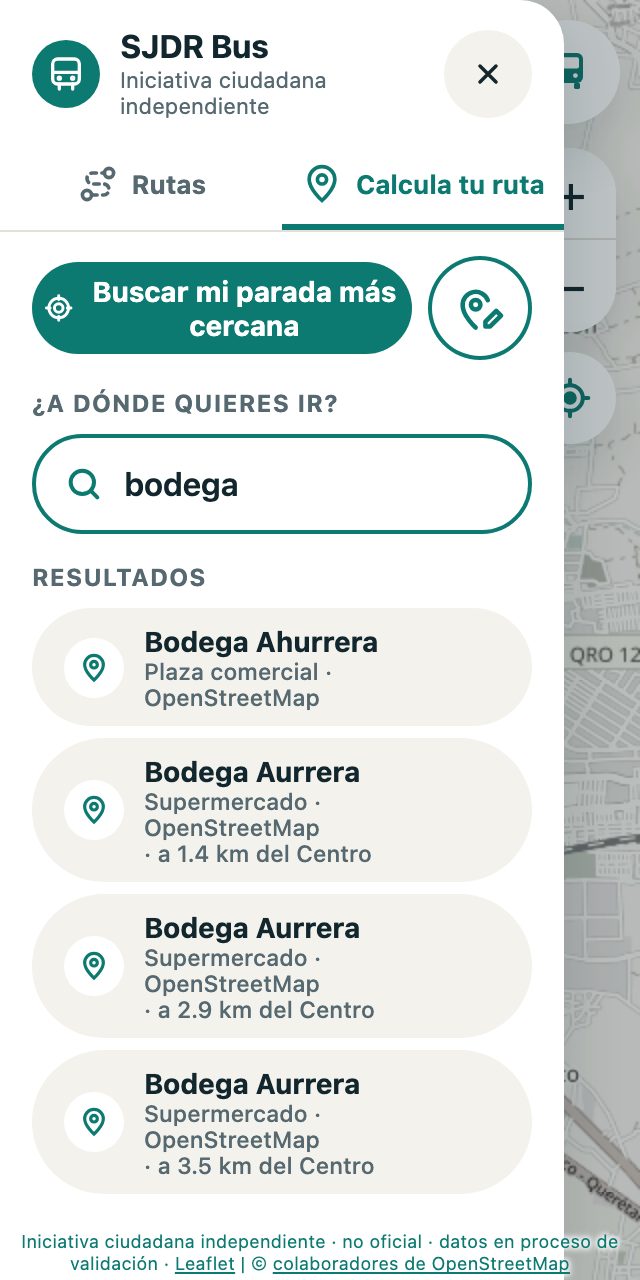 SJDR Bus
Iniciativa ciudadana
independiente
Rutas
Calcula tu ruta
Buscar mi parada más
cercana
¿A DÓNDE QUIERES IR?
bodega
RESULTADOS
Bodega Ahurrera
Plaza comercial ·
OpenStreetMap
Bodega Aurrera
Supermercado ·
OpenStreetMap
· a 1.4 km del Centro
Bodega Aurrera
Supermercado ·
OpenStreetMap
· a 2.9 km del Centro
Bodega Aurrera
Supermercado ·
OpenStreetMap
· a 3.5 km del Centro
+
−
QRO 12
Iniciativa ciudadana independiente · no oficial · datos en proceso de
validación · Leaflet | © colaboradores de OpenStreetMap